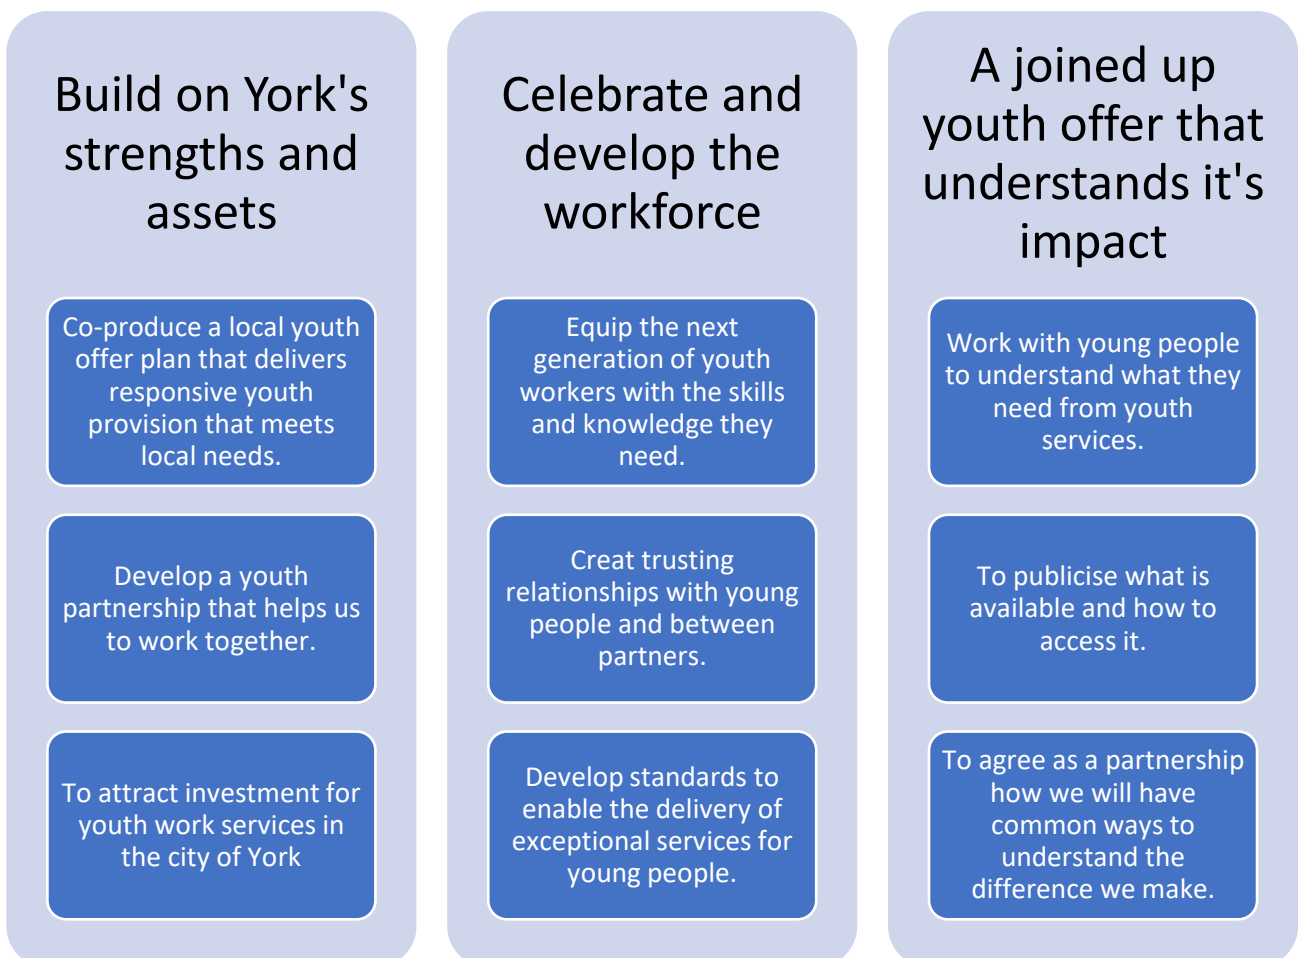 Build on York's
strengths and
assets
Co-produce a local youth
offer plan that delivers
responsive youth
provision that meets
local needs.
Develop a youth
partnership that helps us
to work together.
To attract investment for
youth work services in
the city of York
Celebrate and
develop the
workforce
Equip the next
generation of youth
workers with the skills
and knowledge they
need.
Creat trusting
relationships with young
people and between
partners.
Develop standards to
enable the delivery of
exceptional services for
young people.
A joined up
youth offer that
understands it's
impact
Work with young people
to understand what they
need from youth
services.
To publicise what is
available and how to
access it.
To agree as a partnership
how we will have
common ways to
understand the
difference we make.